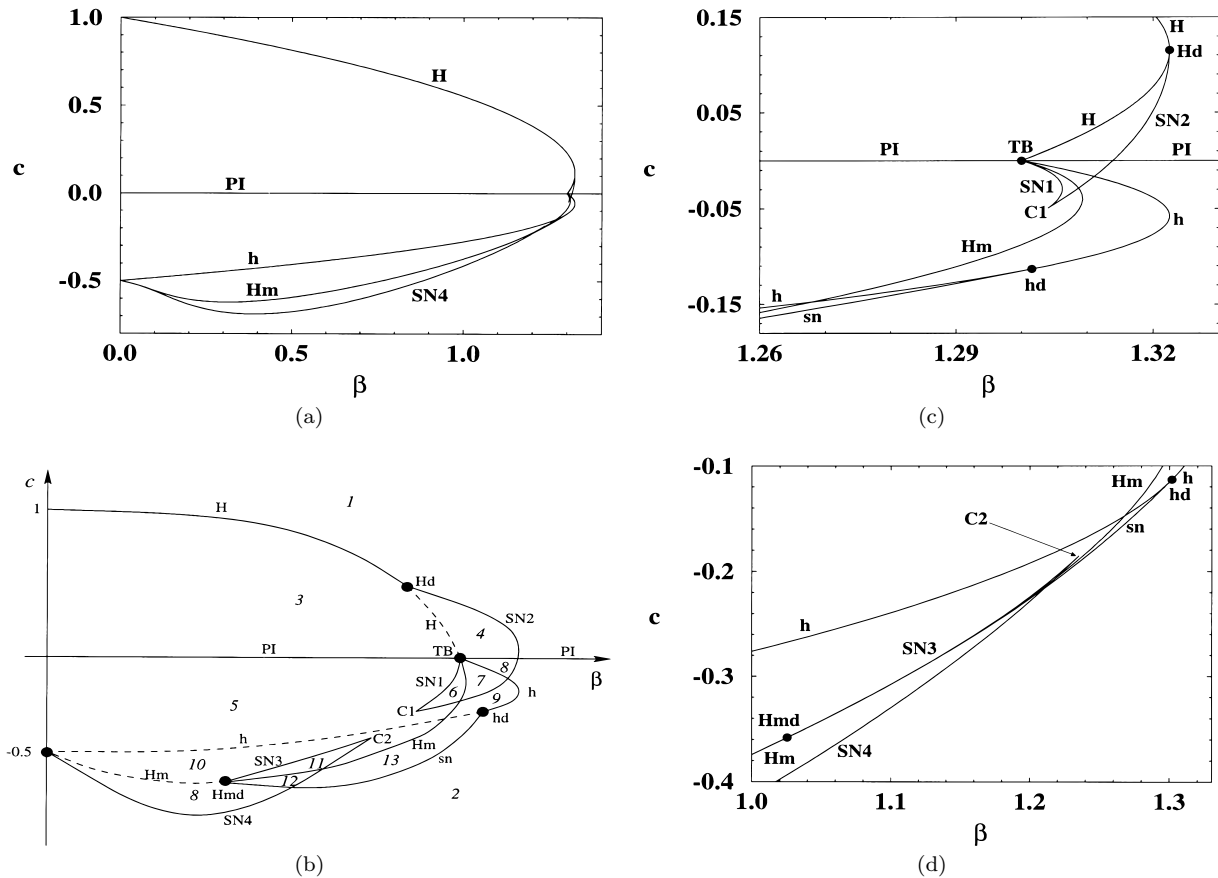 1.0
H
0.5
c
PI
0.0
h
-0.5
Hm
SN4
0.0
0.5
1.0
β
(a)
0.15
H
Hd
0.05
H
SN2
c
PI
TB
PI
SN1
C1
-0.05
h
Hm
h
hd
-0.15
sn
1.26
1.29
1.32
β
(c)
c
1
H
1
Hd
3
SN2
H
4
PI
TB
PI
8
β
SN1
7
6
5
9
h
C1
hd
h
C2
-0.5
Hm
SN3
10
11
13
sn
Hm
12
8
Hmd
2
SN4
(b)
-0.1
Hm
h
hd
C2
sn
-0.2
c
h
SN3
-0.3
Hmd
Hm
SN4
-0.4
1.0
1.1
1.2
1.3
β
(d)